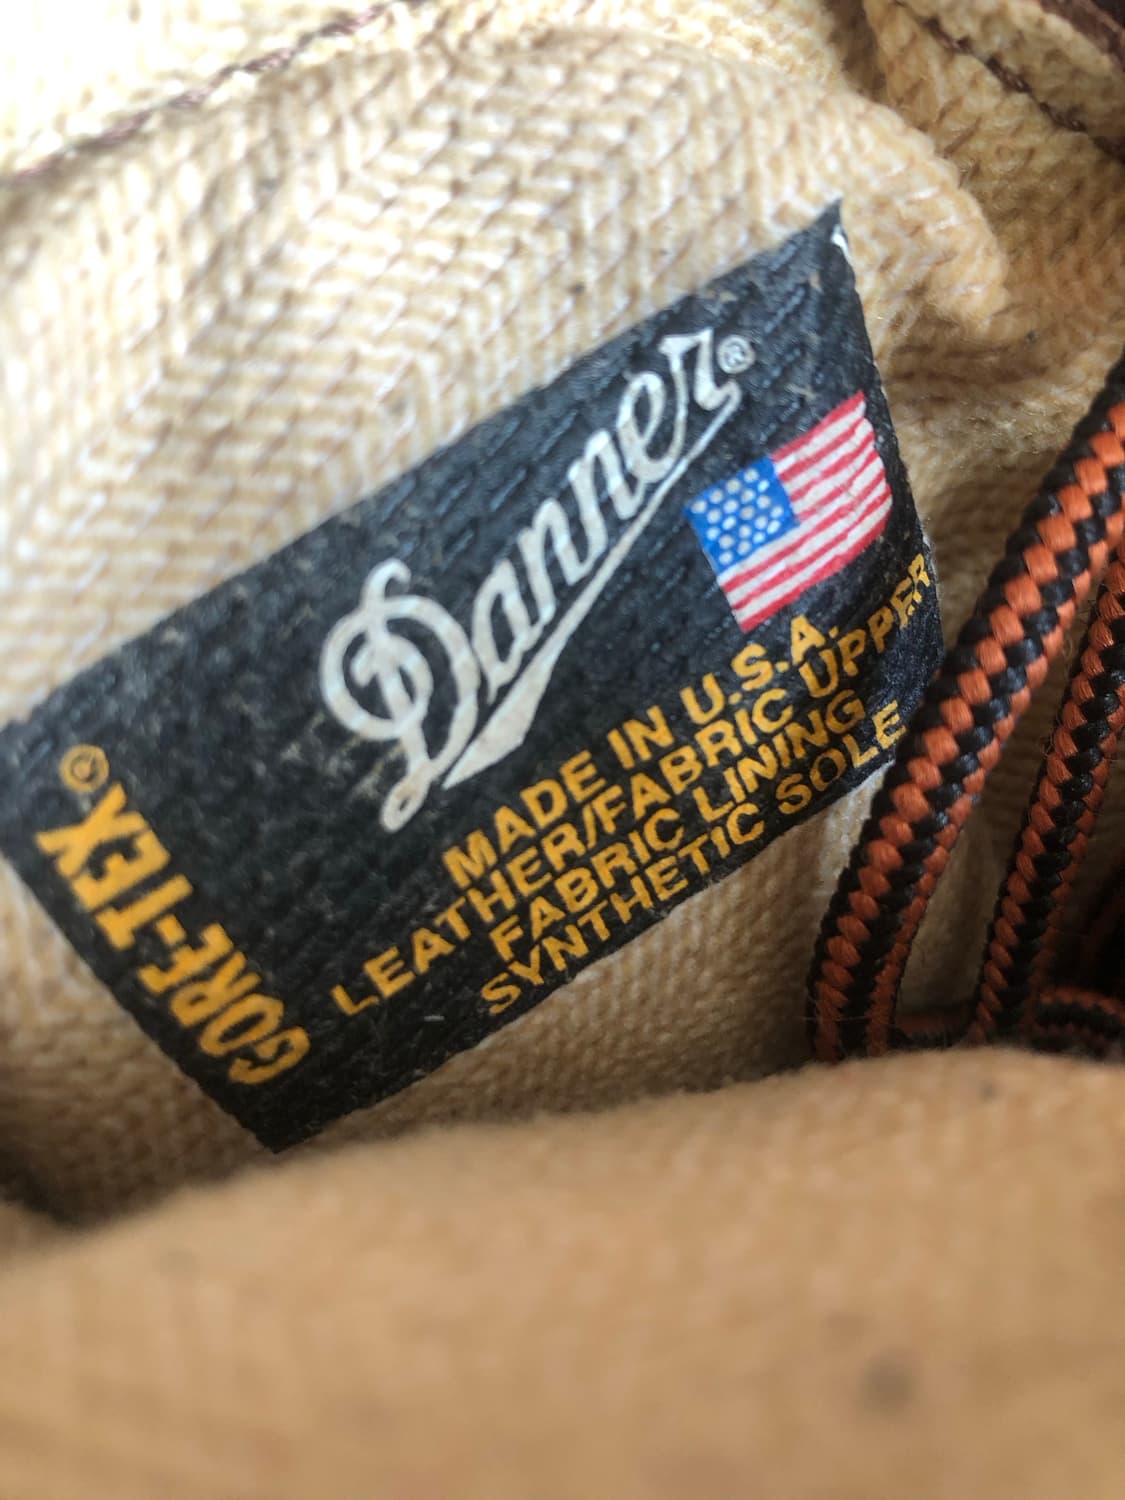 Danner®
MADE IN U.S.A.
LEATHER/FABRIC UPPER
FABRIC LINING
SYNTHETIC SOLE
GORE-TEX®